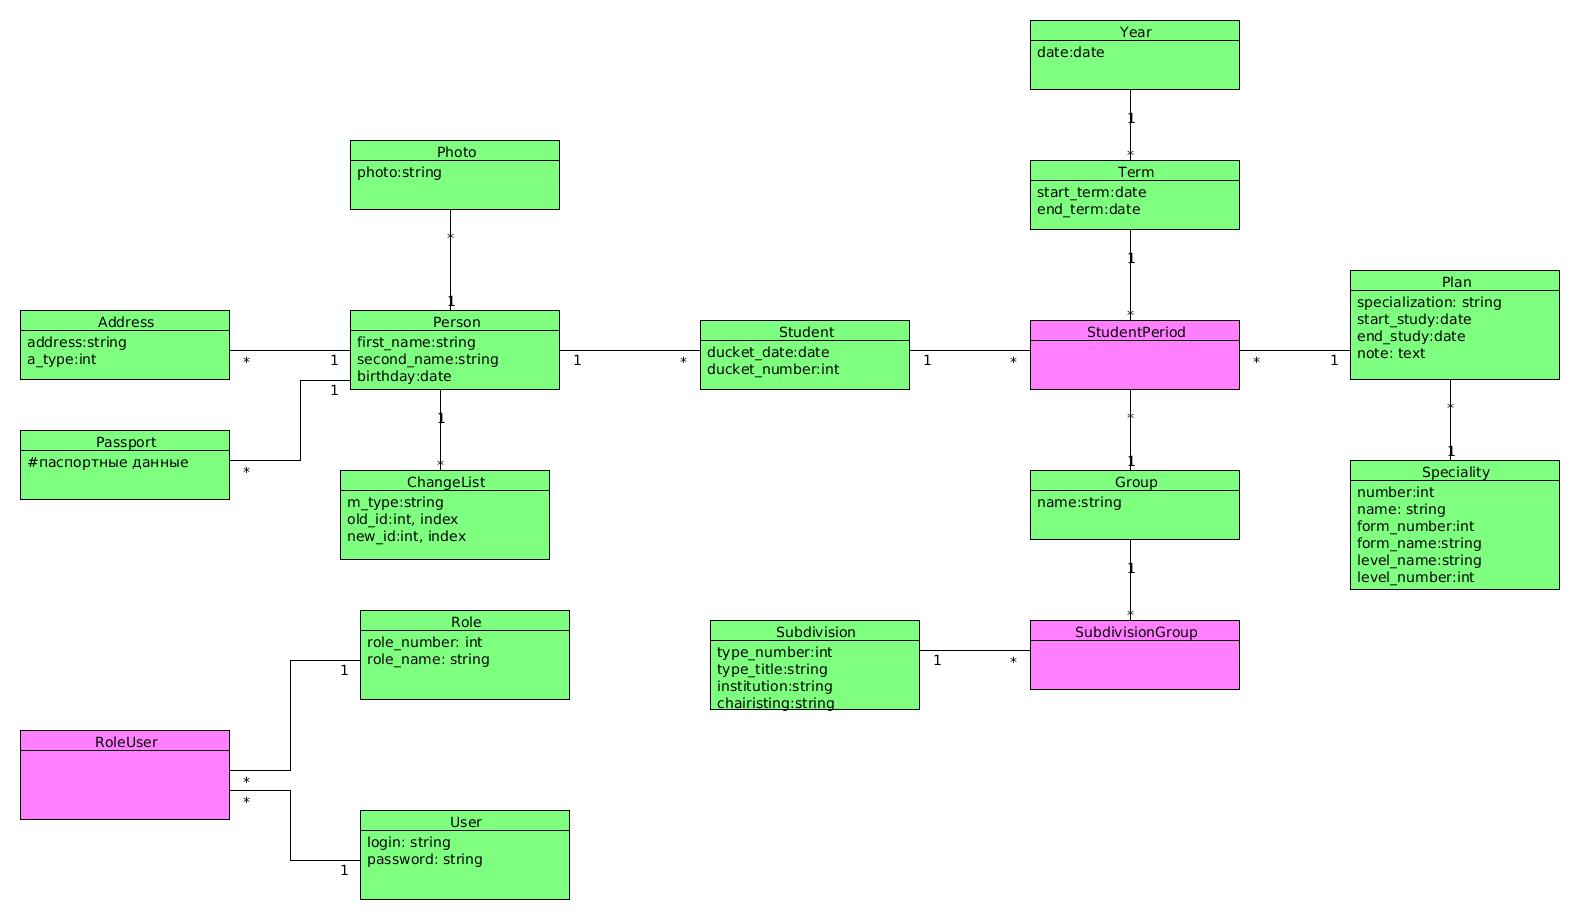 Year
date:date
1
*
Term
start_term:date
end_term:date
1
*
Photo
photo:string
*
1
Address
address:string
a_type:int
*
1
Person
first_name:string
second_name:string
birthday:date
1
*
Student
ducket_date:date
ducket_number:int
1
*
StudentPeriod
*
1
Plan
specialization: string
start_study:date
end_study:date
note: text
*
1
1
*
Passport
#паспортные данные
1
*
ChangeList
m_type:string
old_id:int, index
new_id:int, index
*
1
Group
name:string
1
*
Speciality
number:int
name: string
form_number:int
form_name:string
level_name:string
level_number:int
Role
role_number: int
role_name: string
1
Subdivision
type_number:int
type_title:string
institution:string
chairisting:string
1
*
SubdivisionGroup
RoleUser
*
*
User
login: string
password: string
1